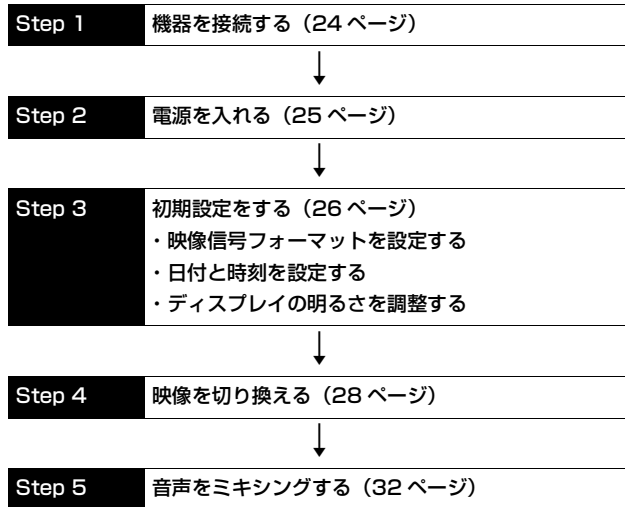 Step 1 機器を接続する（24 ページ）
Step 2 電源を入れる（25 ページ）
Step 3 初期設定をする（26 ページ）
・映像信号フォーマットを設定する
・日付と時刻を設定する
・ディスプレイの明るさを調整する
Step 4 映像を切り換える（28 ページ）
Step 5 音声をミキシングする（32 ページ）